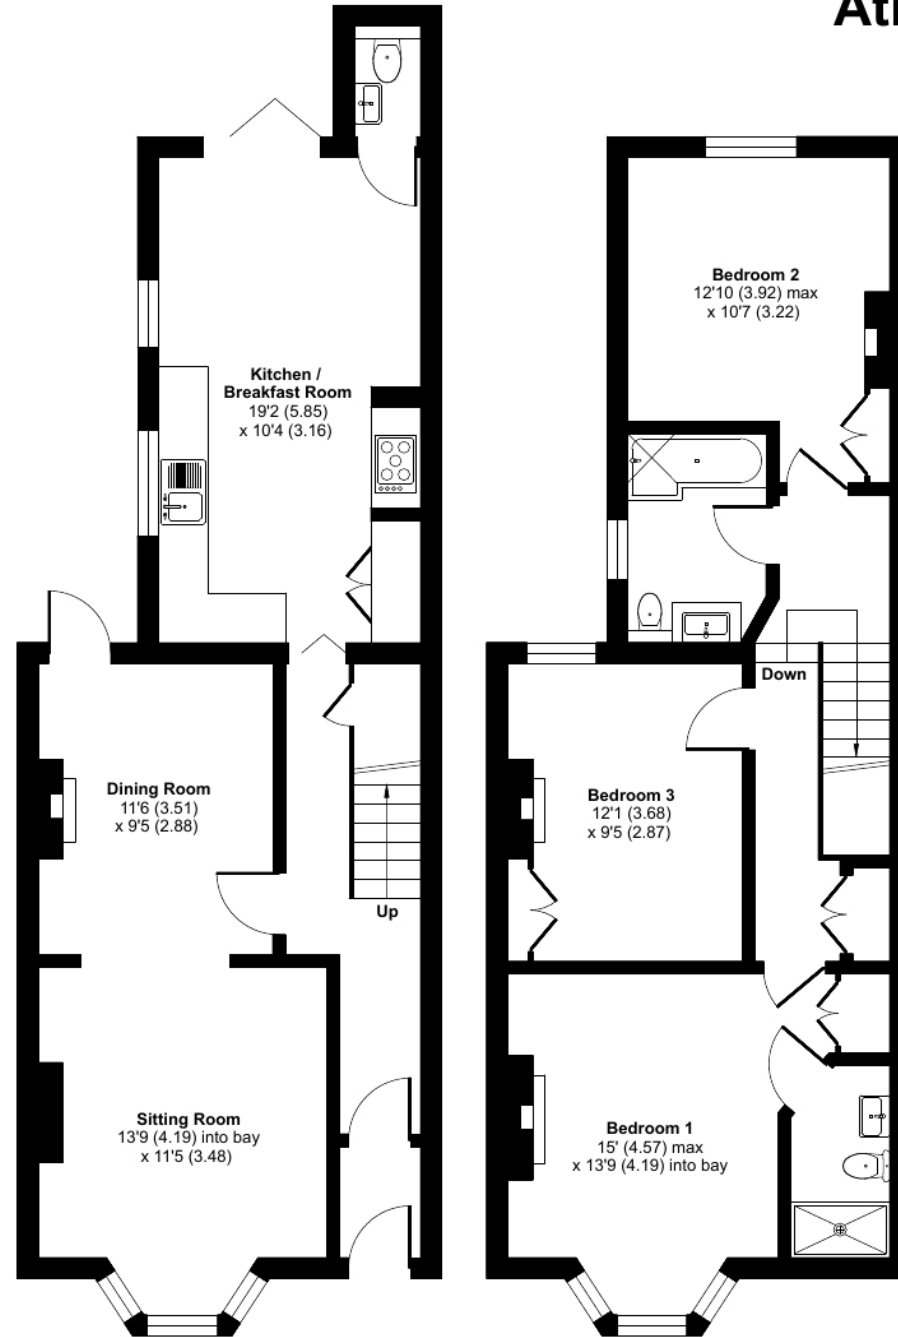 Kitchen /
Breakfast Room
19'2 (5.85)
x 10'4 (3.16)
Dining Room
11'6 (3.51)
x 9'5 (2.88)
Up
Sitting Room
13'9 (4.19) into bay
x 11'5 (3.48)
Bedroom 2
12'10 (3.92) max
x 10'7 (3.22)
Down
Bedroom 3
12'1 (3.68)
x 9'5 (2.87)
Bedroom 1
15' (4.57) max
x 13'9 (4.19) into bay